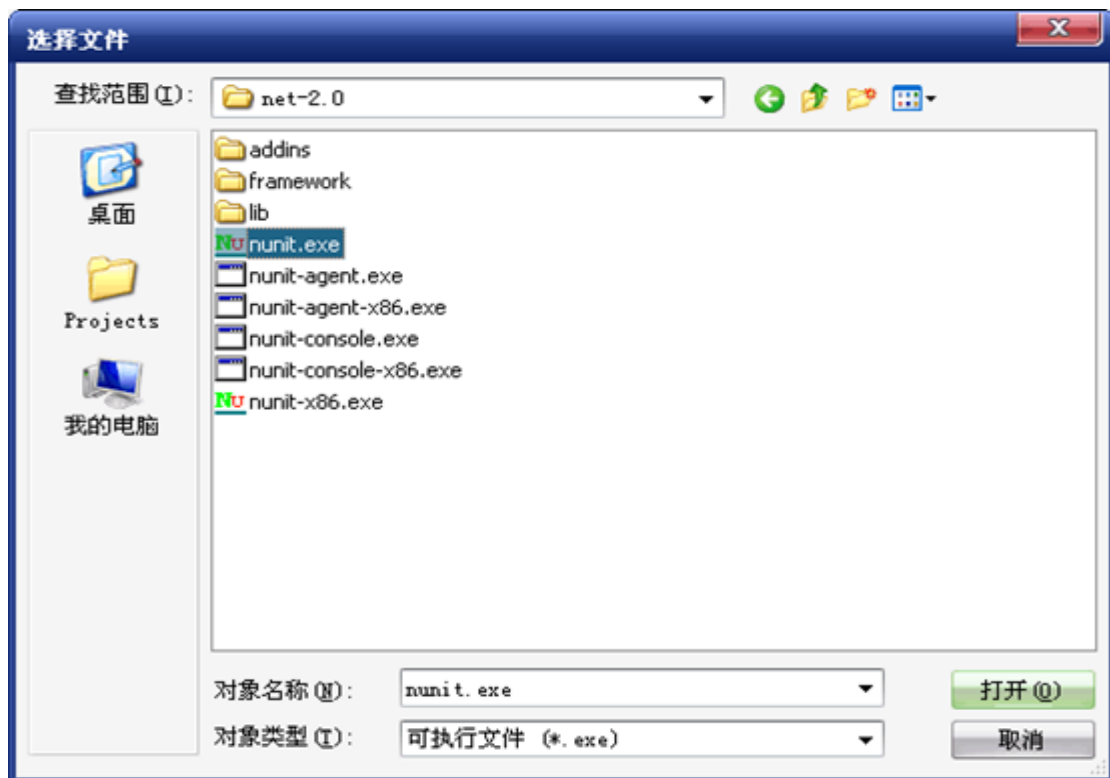 选择文件
查找范围(I):
net-2.0
桌面
Projects
我的电脑
addins
framework
lib
NU nunit.exe
nunit-agent.exe
nunit-agent-x86.exe
nunit-console.exe
nunit-console-x86.exe
NU nunit-x86.exe
对象名称(N): nunit.exe 打开(O)
对象类型(T): 可执行文件 (*.exe) 取消